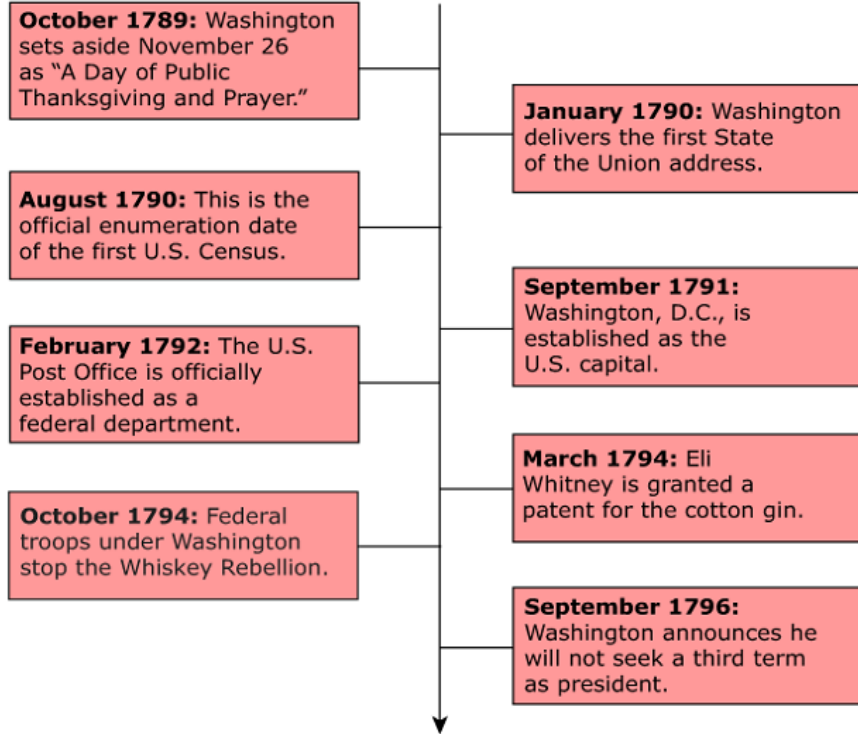 October 1789: Washington
sets aside November 26
as “A Day of Public
Thanksgiving and Prayer.”
January 1790: Washington
delivers the first State
of the Union address.
August 1790: This is the
official enumeration date
of the first U.S. Census.
September 1791:
Washington, D.C., is
established as the
U.S. capital.
February 1792: The U.S.
Post Office is officially
established as a
federal department.
March 1794: Eli
Whitney is granted a
patent for the cotton gin.
October 1794: Federal
troops under Washington
stop the Whiskey Rebellion.
September 1796:
Washington announces he
will not seek a third term
as president.